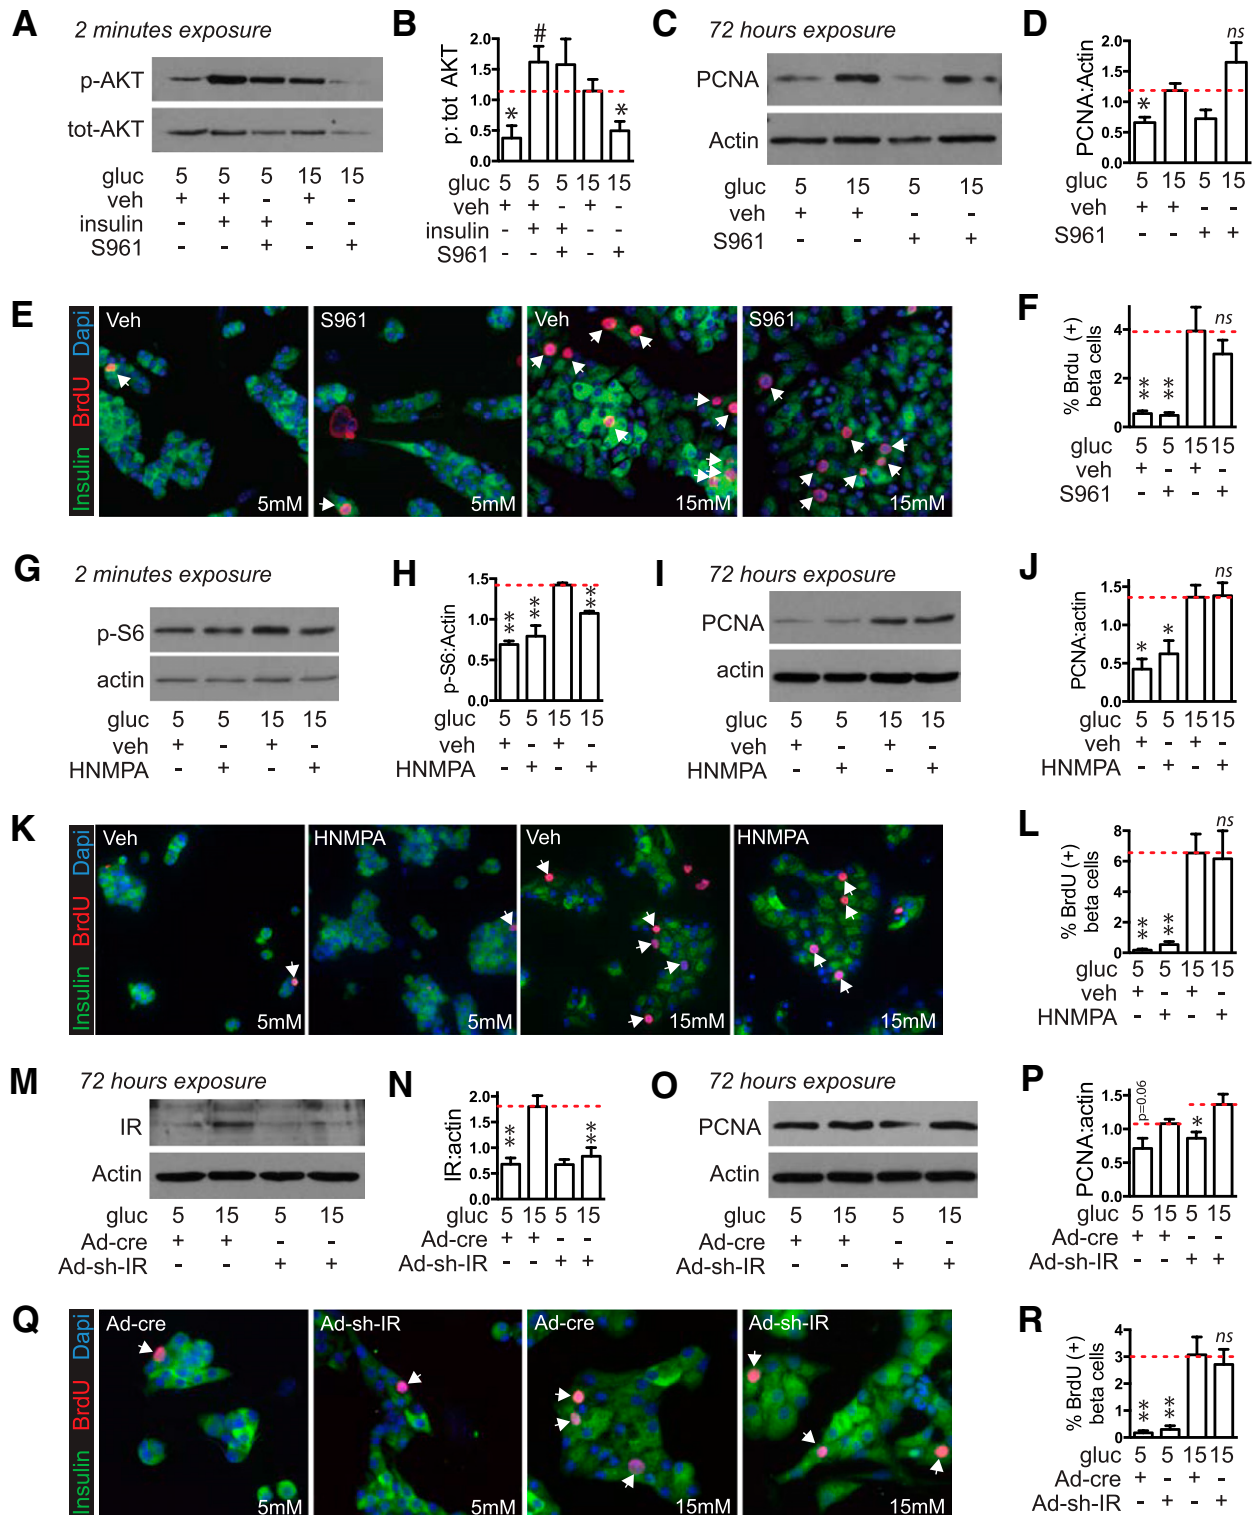 A 2 minutes exposure
p-AKT
tot-AKT
gluc 5 5 5 15 15
veh + + - + -
insulin - + + - -
S961 - - + - +
B
p: tot AKT
2.0
1.5
1.0
0.5
0.0
* # *
gluc 5 5 5 15 15
veh + + - + -
insulin - + + - -
S961 - - + - +
C 72 hours exposure
PCNA
Actin
gluc 5 15 5 15
veh + + - -
S961 - - + +
D
PCNA:Actin
2.0
1.5
1.0
0.5
0.0
* ns
gluc 5 15 5 15
veh + + - -
S961 - - + +
E
Insulin BrdU Dapi
Veh 5mM
S961 5mM
Veh 15mM
S961 15mM
F
% Brdu (+)
beta cells
4
2
0
** ** ns
gluc 5 5 15 15
veh + - + -
S961 - + - +
G 2 minutes exposure
p-S6
actin
gluc 5 5 15 15
veh + - + -
HNMPA - + - +
H
p-S6:Actin
1.5
1.0
0.5
0.0
** ** **
gluc 5 5 15 15
veh + - + -
HNMPA - + - +
I 72 hours exposure
PCNA
actin
gluc 5 5 15 15
veh + - + -
HNMPA - + - +
J
PCNA:actin
1.5
1.0
0.5
0.0
* * ns
gluc 5 5 15 15
veh + - + -
HNMPA - + - +
K
Insulin BrdU Dapi
Veh 5mM
HNMPA 5mM
Veh 15mM
HNMPA 15mM
L
% BrdU (+)
beta cells
8
6
4
2
0
** ** ns
gluc 5 5 15 15
veh + - + -
HNMPA - + - +
M 72 hours exposure
IR
Actin
gluc 5 15 5 15
Ad-cre + + - -
Ad-sh-IR - - + +
N
IR:actin
2.0
1.5
1.0
0.5
0.0
** **
gluc 5 15 5 15
Ad-cre + + - -
Ad-sh-IR - - + +
O 72 hours exposure
PCNA
Actin
gluc 5 15 5 15
Ad-cre + + - -
Ad-sh-IR - - + +
P
PCNA:actin
1.5
1.0
0.5
0.0
p=0.06 *
gluc 5 15 5 15
Ad-cre + + - -
Ad-sh-IR - - + +
Q
Insulin BrdU Dapi
Ad-cre 5mM
Ad-sh-IR 5mM
Ad-cre 15mM
Ad-sh-IR 15mM
R
% BrdU (+)
beta cells
4
3
2
1
0
** ** ns
gluc 5 5 15 15
Ad-cre + - + -
Ad-sh-IR - + - +